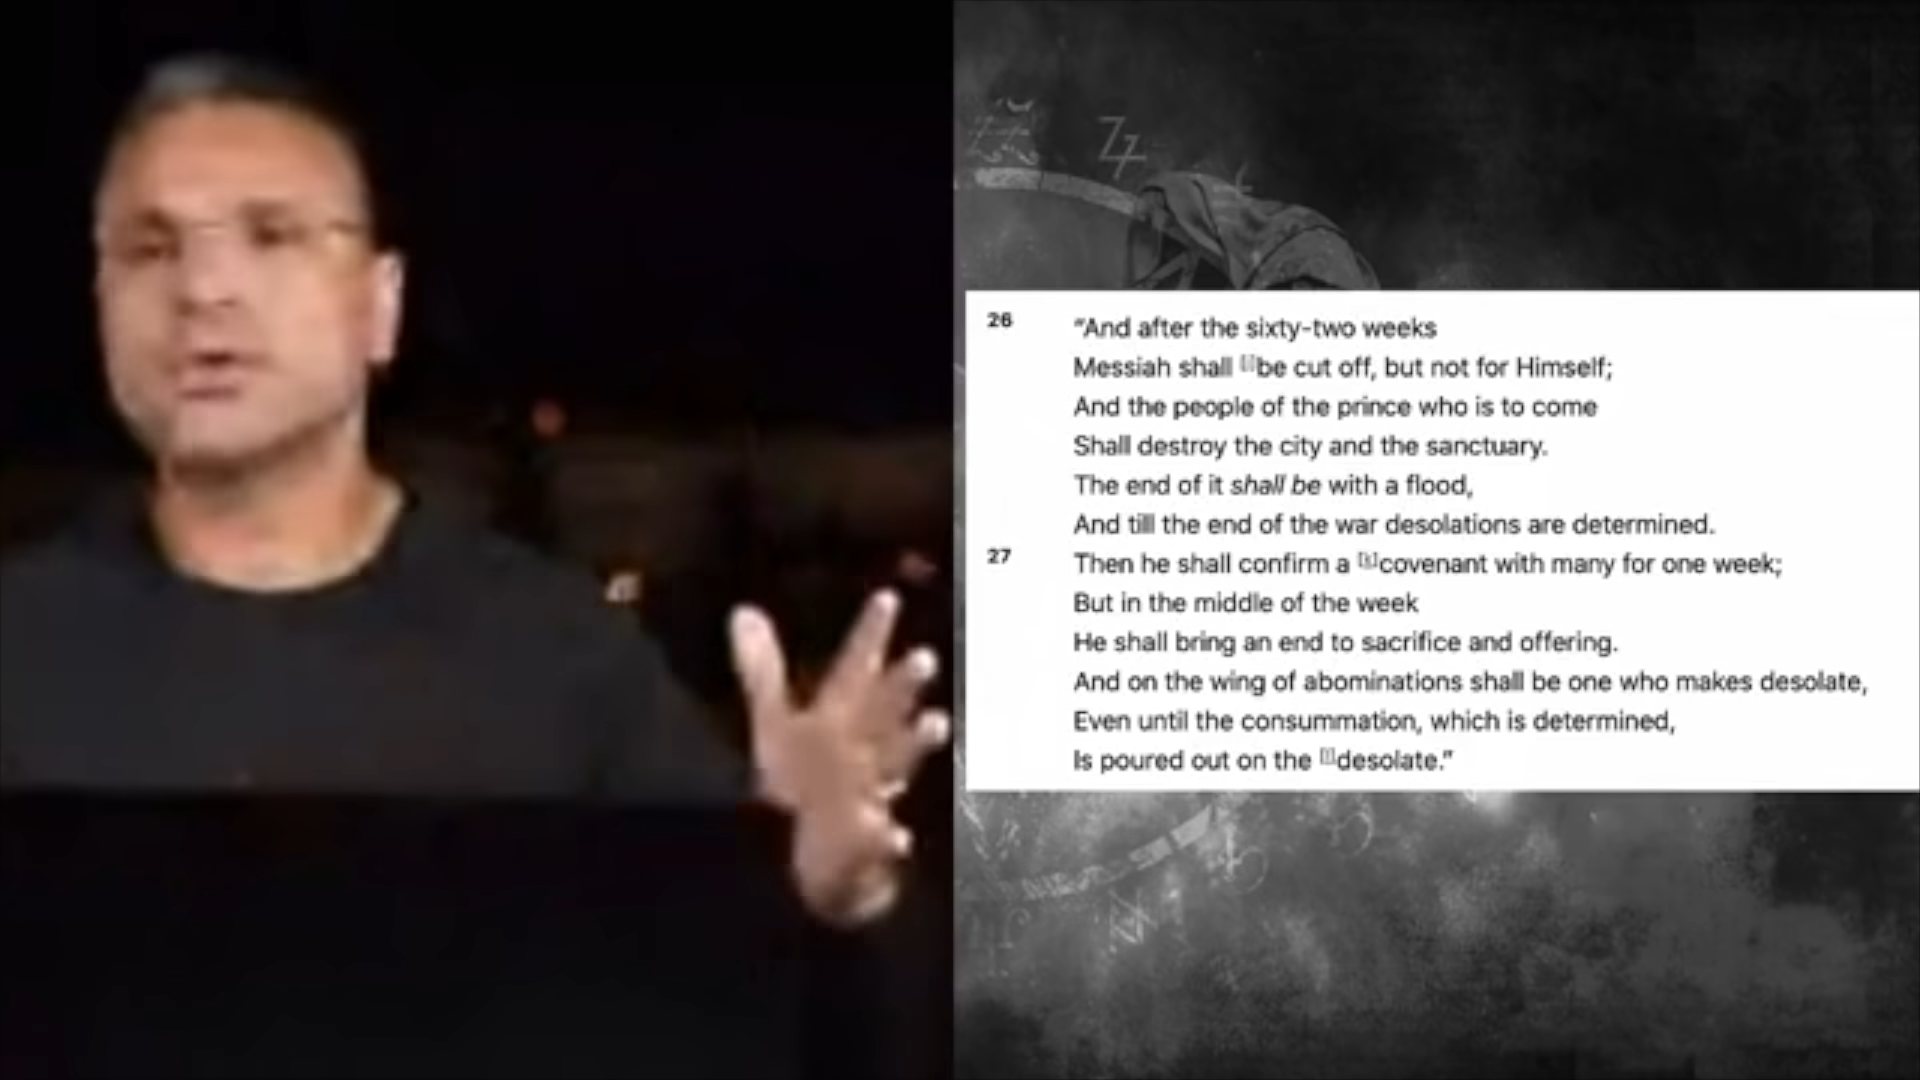 26 “And after the sixty-two weeks
Messiah shall be cut off, but not for Himself;
And the people of the prince who is to come
Shall destroy the city and the sanctuary.
The end of it shall be with a flood,
And till the end of the war desolations are determined.
27 Then he shall confirm a [k]covenant with many for one week;
But in the middle of the week
He shall bring an end to sacrifice and offering.
And on the wing of abominations shall be one who makes desolate,
Even until the consummation, which is determined,
Is poured out on the desolate.”